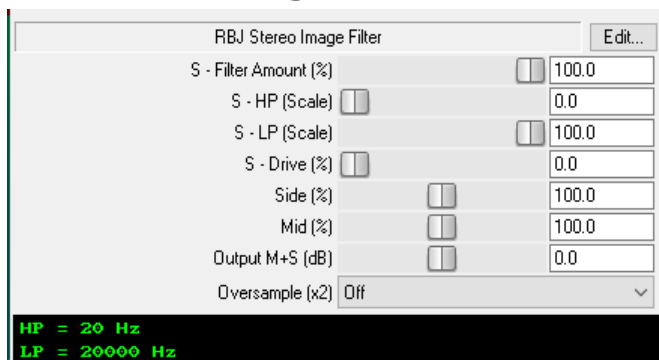 RBJ Stereo Image Filter Edit...
S - Filter Amount (%) 100.0
S - HP (Scale) 0.0
S - LP (Scale) 100.0
S - Drive (%) 0.0
Side (%) 100.0
Mid (%) 100.0
Output M+S (dB) 0.0
Oversample (x2) Off
HP = 20 Hz
LP = 20000 Hz